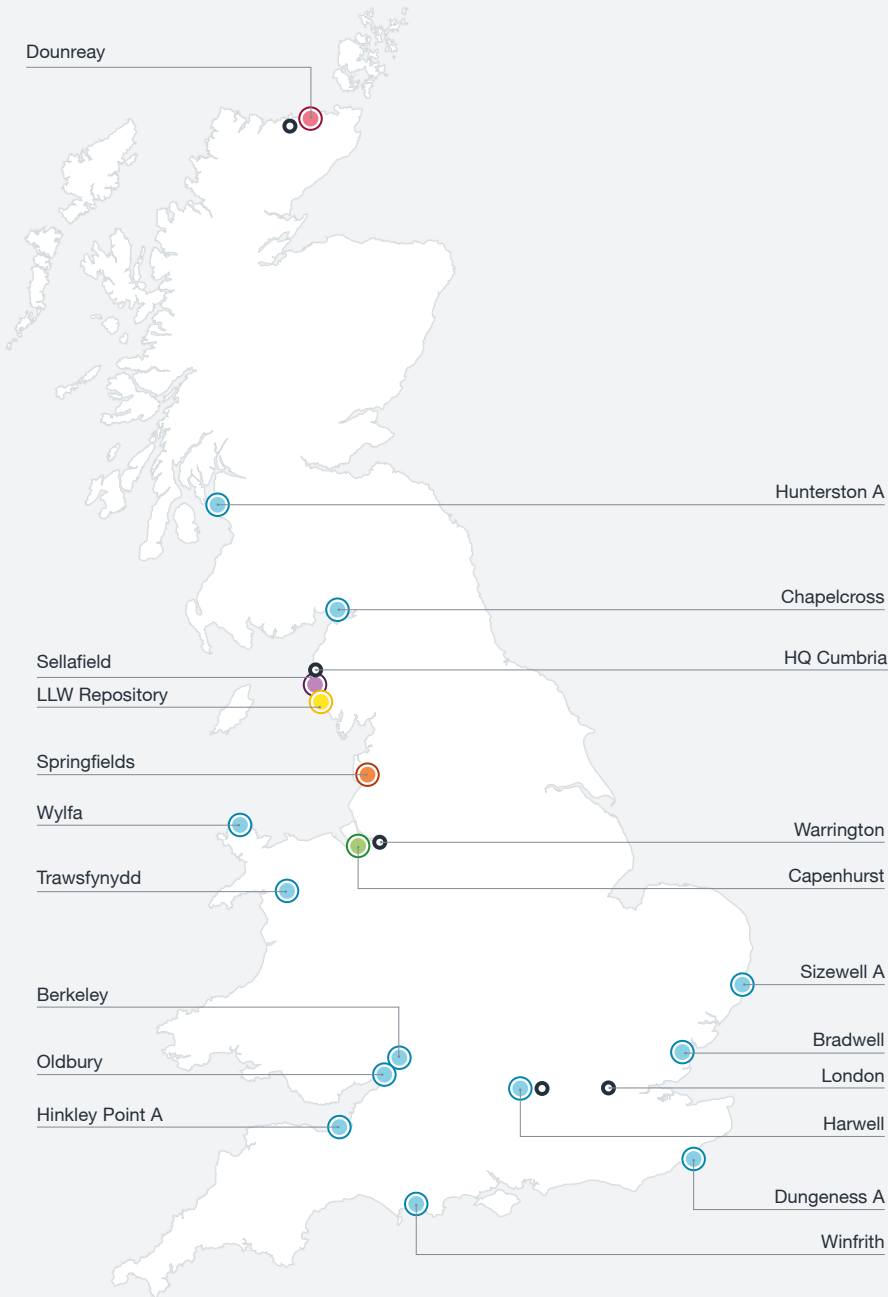 Dounreay
Hunterston A
Chapelcross
HQ Cumbria
Sellafield
LLW Repository
Springfields
Wylfa
Warrington
Trawsfynydd
Capenhurst
Sizewell A
Berkeley
Bradwell
Oldbury
London
Hinkley Point A
Harwell
Dungeness A
Winfrith